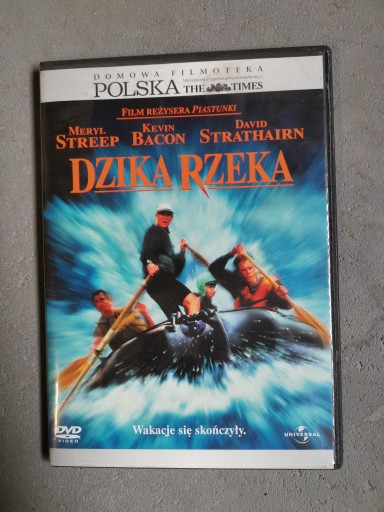 DOMOWA FILMOTEKA
POLSKA THE TIMES
FILM REŻYSERA PIASTUNKI
MERYL STREEP
KEVIN BACON
DAVID STRATHAIRN
DZIKA RZEKA
Wakacje się skończyły.
DVD
VIDEO
UNIVERSAL